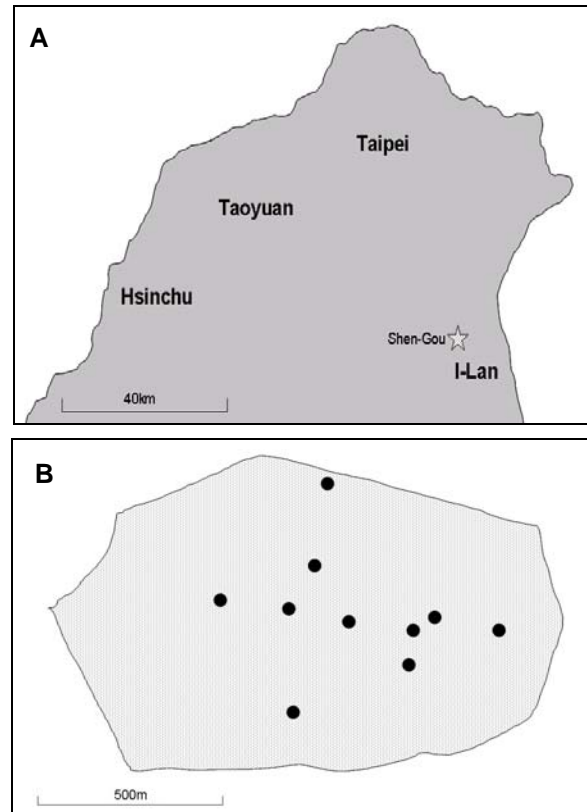 A
Taipei
Taoyuan
Hsinchu
Shen-Gou
I-Lan
40km
B
500m